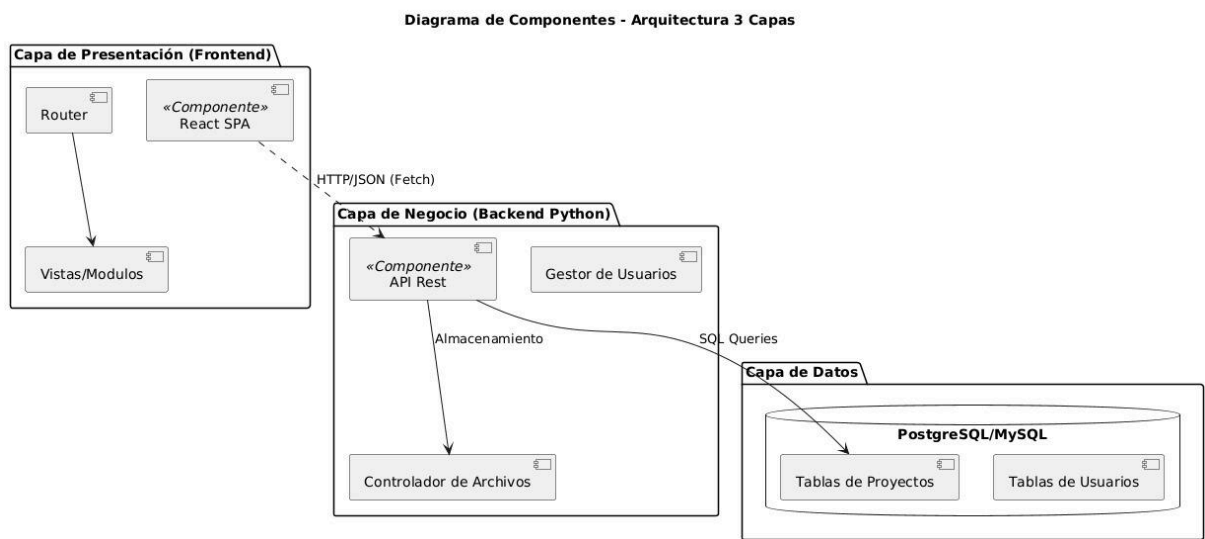 Diagrama de Componentes - Arquitectura 3 Capas
Capa de Presentación (Frontend)
Router
«Componente»
React SPA
Vistas/Modulos
HTTP/JSON (Fetch)
Capa de Negocio (Backend Python)
«Componente»
API Rest
Gestor de Usuarios
Almacenamiento
SQL Queries
Controlador de Archivos
Capa de Datos
PostgreSQL/MySQL
Tablas de Proyectos
Tablas de Usuarios